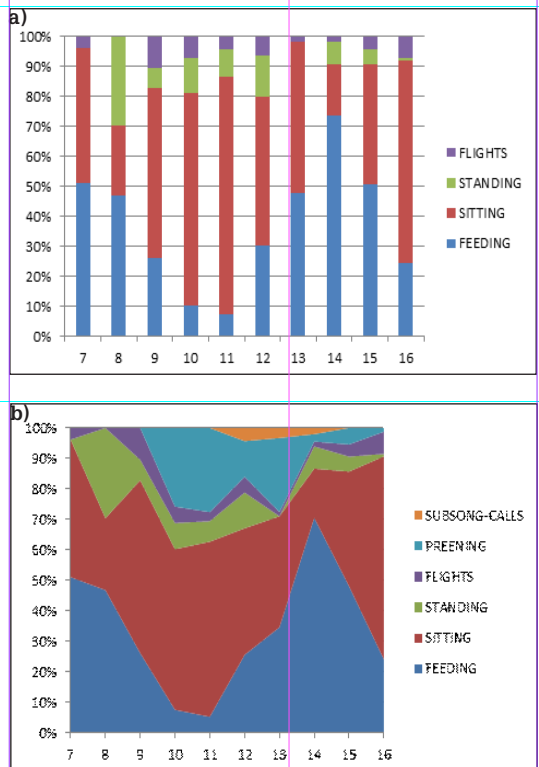 a)
100%
90%
80%
70%
60%
50%
40%
30%
20%
10%
0%
7 8 9 10 11 12 13 14 15 16
FLIGHTS
STANDING
SITTING
FEEDING
b)
100%
90%
80%
70%
60%
50%
40%
30%
20%
10%
0%
7 8 9 10 11 12 13 14 15 16
SUBSONG-CALLS
PREENING
FLIGHTS
STANDING
SITTING
FEEDING